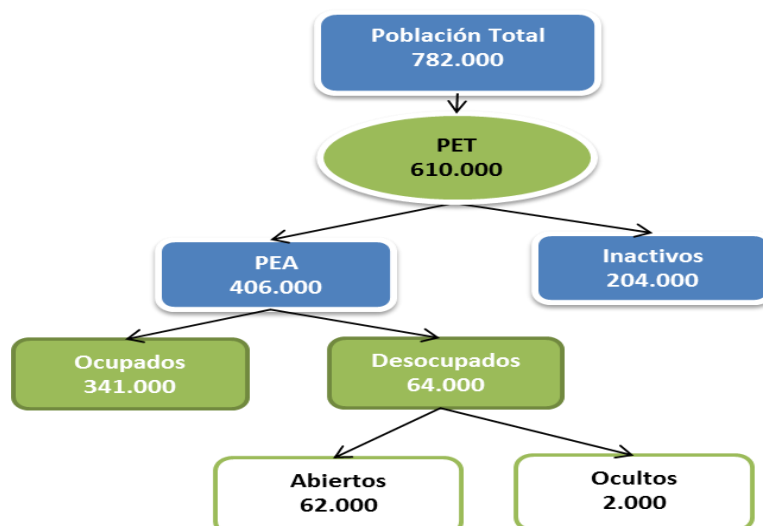 Población Total
782.000
PET
610.000
PEA
406.000
Inactivos
204.000
Ocupados
341.000
Desocupados
64.000
Abiertos
62.000
Ocultos
2.000